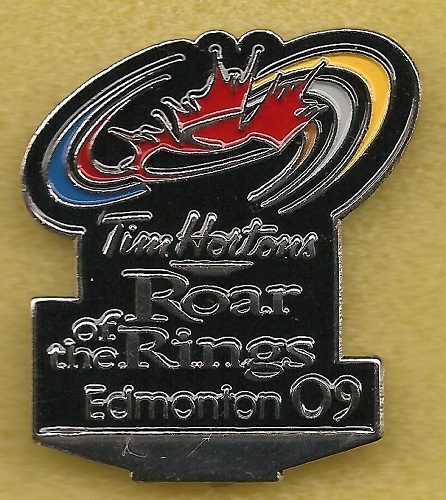 Tim Hortons
Roar
of
the Rings
Edmonton 09